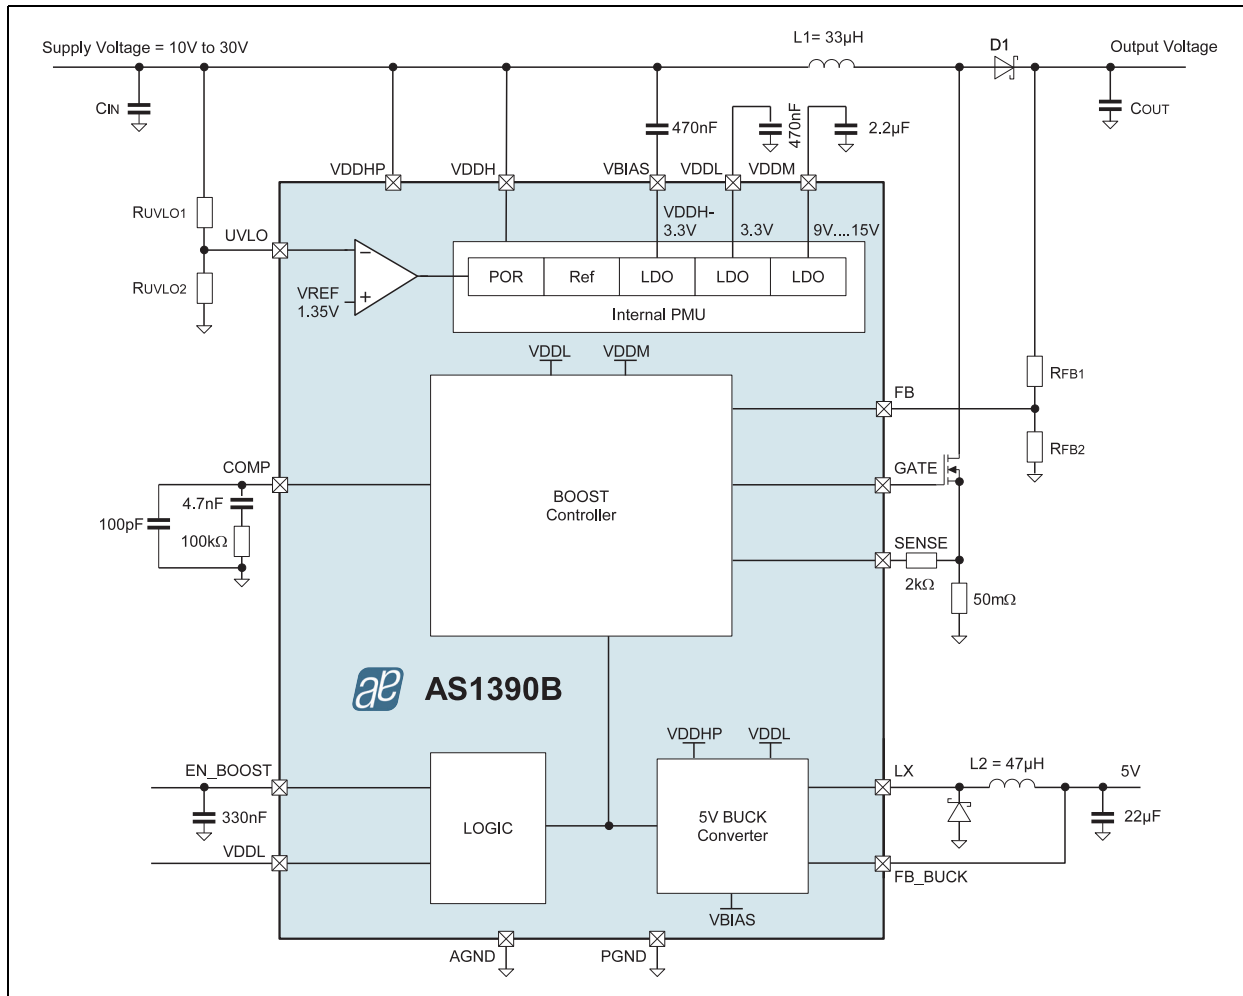 Supply Voltage = 10V to 30V
L1= 33µH
D1
Output Voltage
CIN
470nF
470nF
2.2µF
COUT
VDDHP
VDDH
VBIAS
VDDL
VDDM
RUVLO1
UVLO
RUVLO2
VDDH-
3.3V
3.3V
9V....15V
POR
Ref
LDO
LDO
LDO
Internal PMU
VREF
1.35V
VDDL
VDDM
RFB1
FB
RFB2
COMP
GATE
4.7nF
100pF
100kΩ
BOOST
Controller
SENSE
2kΩ
50mΩ
ae AS1390B
VDDHP
VDDL
EN_BOOST
LX
L2 = 47µH
5V
330nF
LOGIC
5V BUCK
Converter
22µF
VDDL
FB_BUCK
VBIAS
AGND
PGND